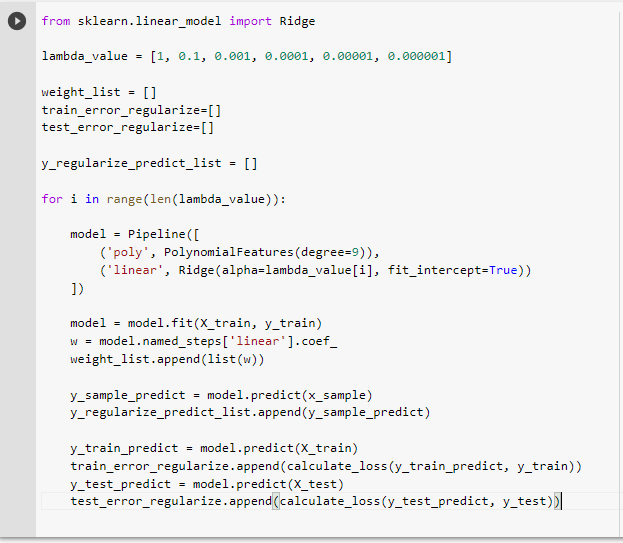 from sklearn.linear_model import Ridge
lambda_value = [1, 0.1, 0.001, 0.0001, 0.00001, 0.000001]
weight_list = []
train_error_regularize=[]
test_error_regularize=[]
y_regularize_predict_list = []
for i in range(len(lambda_value)):
    model = Pipeline([
        ('poly', PolynomialFeatures(degree=9)),
        ('linear', Ridge(alpha=lambda_value[i], fit_intercept=True))
    ])
    model = model.fit(X_train, y_train)
    w = model.named_steps['linear'].coef_
    weight_list.append(list(w))
    y_sample_predict = model.predict(x_sample)
    y_regularize_predict_list.append(y_sample_predict)
    y_train_predict = model.predict(X_train)
    train_error_regularize.append(calculate_loss(y_train_predict, y_train))
    y_test_predict = model.predict(X_test)
    test_error_regularize.append(calculate_loss(y_test_predict, y_test))